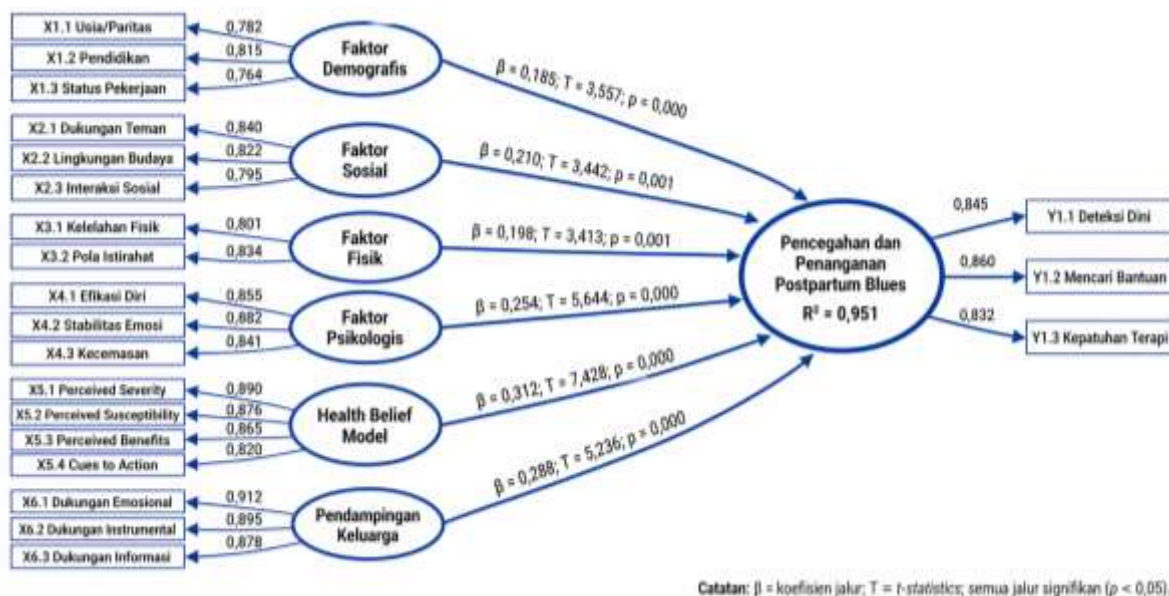 X1.1 Usia/Paritas
0,782
X1.2 Pendidikan
0,815
X1.3 Status Pekerjaan
0,764
Faktor
Demografis
β = 0,185; T = 3,557; p = 0,000
X2.1 Dukungan Teman
0,840
X2.2 Lingkungan Budaya
0,822
X2.3 Interaksi Sosial
0,795
Faktor
Sosial
β = 0,210; T = 3,442; p = 0,001
X3.1 Kelelahan Fisik
0,801
X3.2 Pola Istirahat
0,834
Faktor
Fisik
β = 0,198; T = 3,413; p = 0,001
X4.1 Efikasi Diri
0,855
X4.2 Stabilitas Emosi
0,882
X4.3 Kecemasan
0,841
Faktor
Psikologis
β = 0,254; T = 5,644; p = 0,000
X5.1 Perceived Severity
0,890
X5.2 Perceived Susceptibility
0,876
X5.3 Perceived Benefits
0,865
X5.4 Cues to Action
0,820
Health Belief
Model
β = 0,312; T = 7,428; p = 0,000
X6.1 Dukungan Emosional
0,912
X6.2 Dukungan Instrumental
0,895
X6.3 Dukungan Informasi
0,878
Pendampingan
Keluarga
β = 0,288; T = 5,236; p = 0,000
Pencegahan dan
Penanganan
Postpartum Blues
R² = 0,951
0,845
Y1.1 Deteksi Dini
0,860
Y1.2 Mencari Bantuan
0,832
Y1.3 Kepatuhan Terapi
Catatan: β = koefisien jalur; T = t-statistics; semua jalur signifikan (p < 0,05).